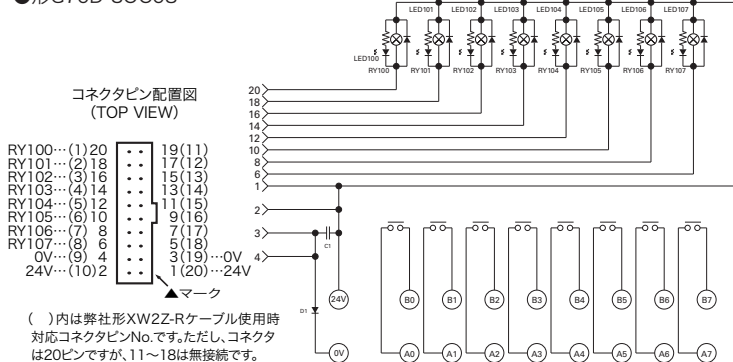 LED101 LED102 LED103 LED104 LED105 LED106 LED107
LED100
RY100 RY101 RY102 RY103 RY104 RY105 RY106 RY107
コネクタピン配置図
(TOP VIEW)
RY100…(1)20 19(11)
RY101…(2)18 17(12)
RY102…(3)16 15(13)
RY103…(4)14 13(14)
RY104…(5)12 11(15)
RY105…(6)10 9(16)
RY106…(7) 8 7(17)
RY107…(8) 6 5(18)
0V…(9) 4 3(19)…0V
24V…(10)2 1(20)…24V
▲マーク
( )内は弊社形XW2Z-Rケーブル使用時
対応コネクタピンNo.です。ただし、コネクタ
は20ピンですが、11~18は無接続です。
20
18
16
14
12
10
8
6
1
2
3
4
C1
D1
24V B0 B1 B2 B3 B4 B5 B6 B7
0V A0 A1 A2 A3 A4 A5 A6 A7